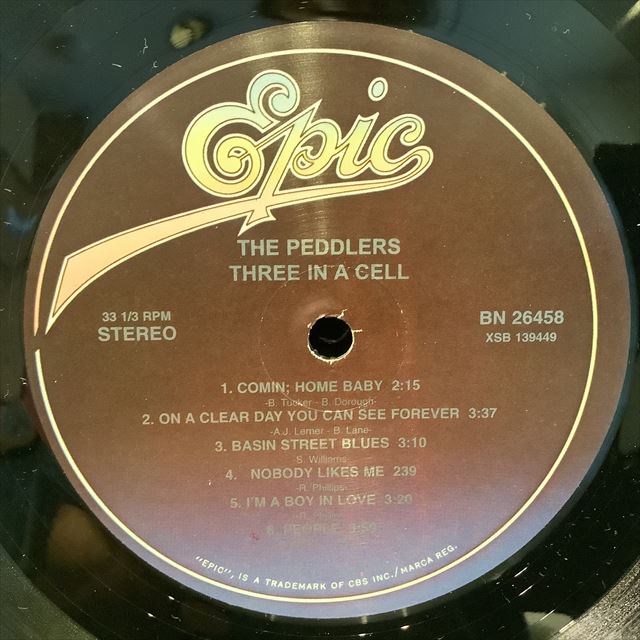 Epic
THE PEDDLERS
THREE IN A CELL
33 1/3 RPM
STEREO
BN 26458
XSB 139449
1. COMIN; HOME BABY 2:15
-B. Tucker - B. Dorough-
2. ON A CLEAR DAY YOU CAN SEE FOREVER 3:37
-A.J. Lerner - B. Lane-
3. BASIN STREET BLUES 3:10
S. Williams-
4. NOBODY LIKES ME 239
-R. Phillips-
5. I'M A BOY IN LOVE 3:20
6. PEOPLE
"EPIC", IS A TRADEMARK OF CBS INC./MARCA REG.